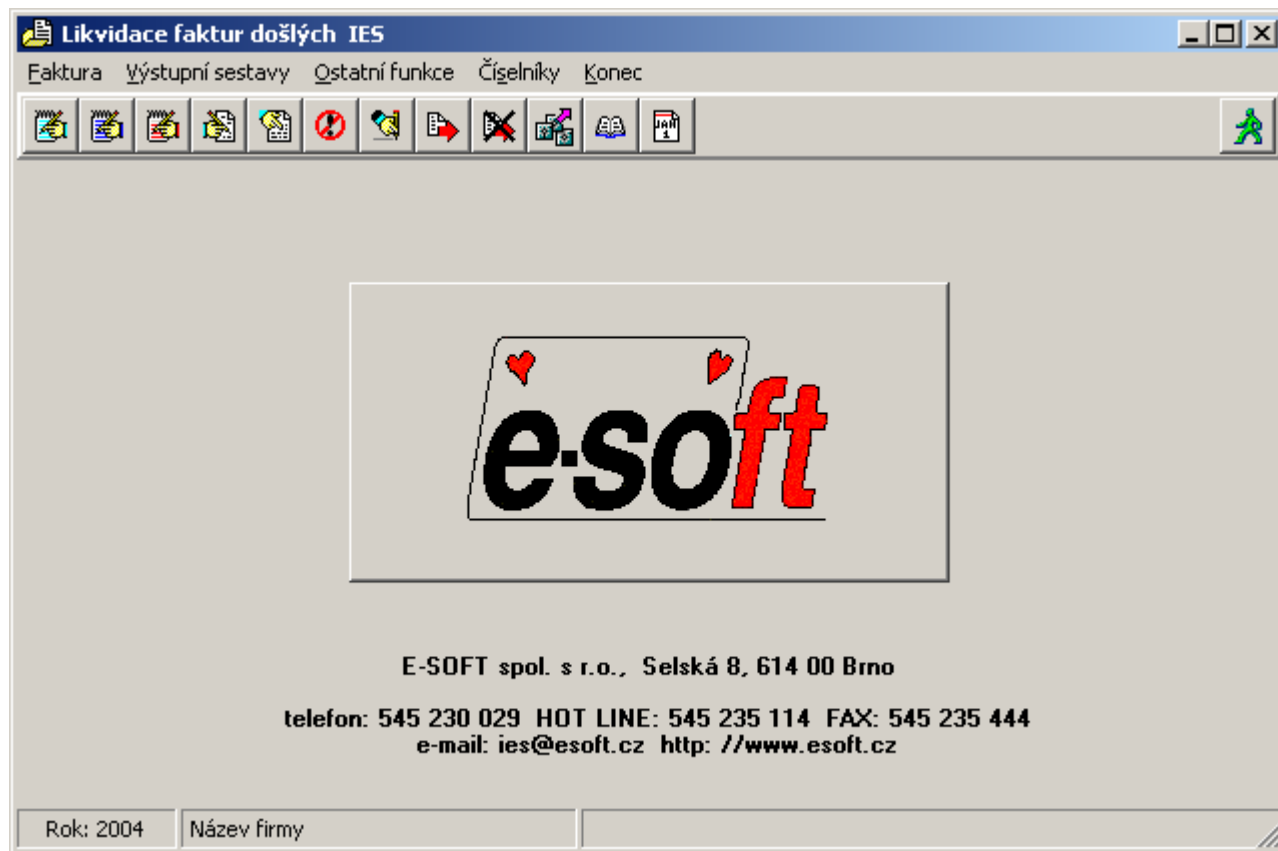 Likvidace faktur došlých IES
Faktura Výstupní sestavy Ostatní funkce Číselníky Konec
JAN
1
e-soft
E-SOFT spol. s r.o., Selská 8, 614 00 Brno
telefon: 545 230 029 HOT LINE: 545 235 114 FAX: 545 235 444
e-mail: ies@esoft.cz http: //www.esoft.cz
Rok: 2004 Název firmy